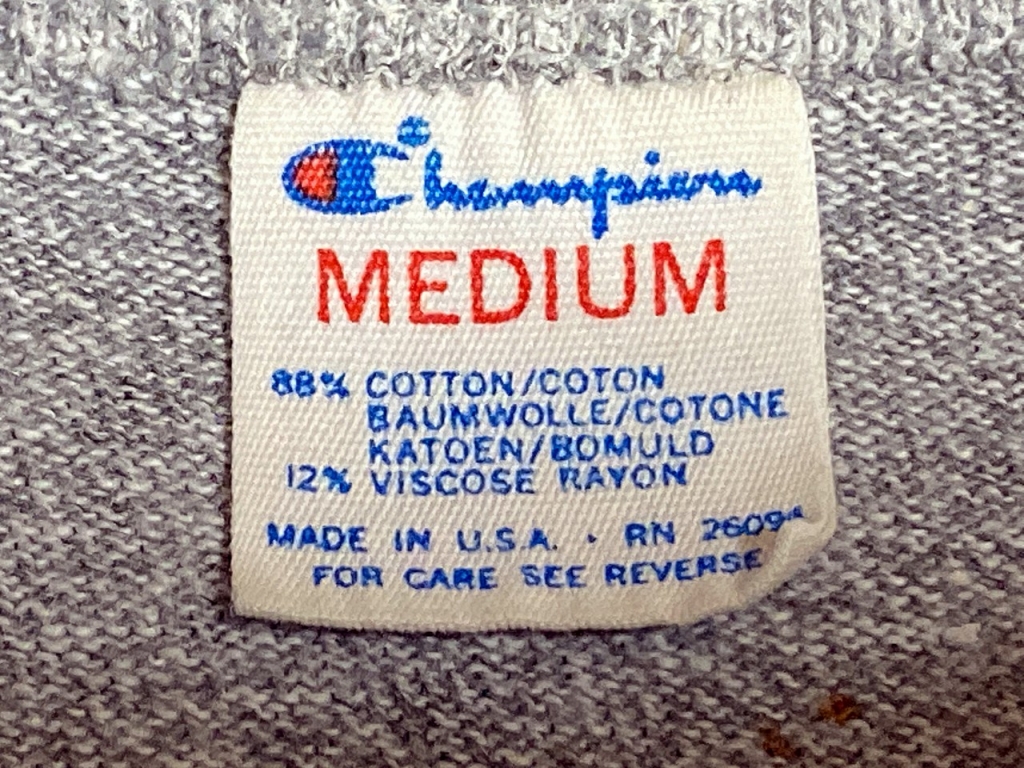 Champion
MEDIUM
88% COTTON/COTON
BAUMWOLLE/COTONE
KATOEN/BOMULD
12% VISCOSE RAYON
MADE IN U.S.A. • RN
FOR CARE SEE REVERSE